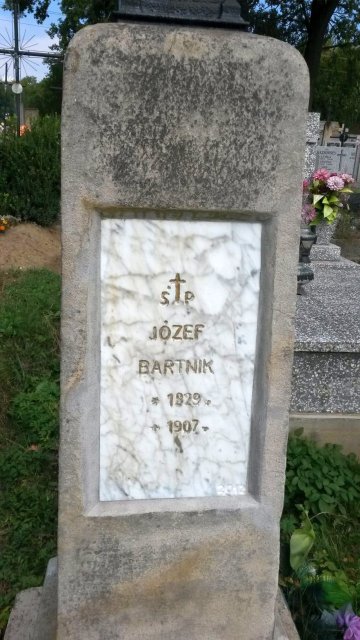 Ś†P
JÓZEF
BARTNIK
* 1829 *
+ 1907 +